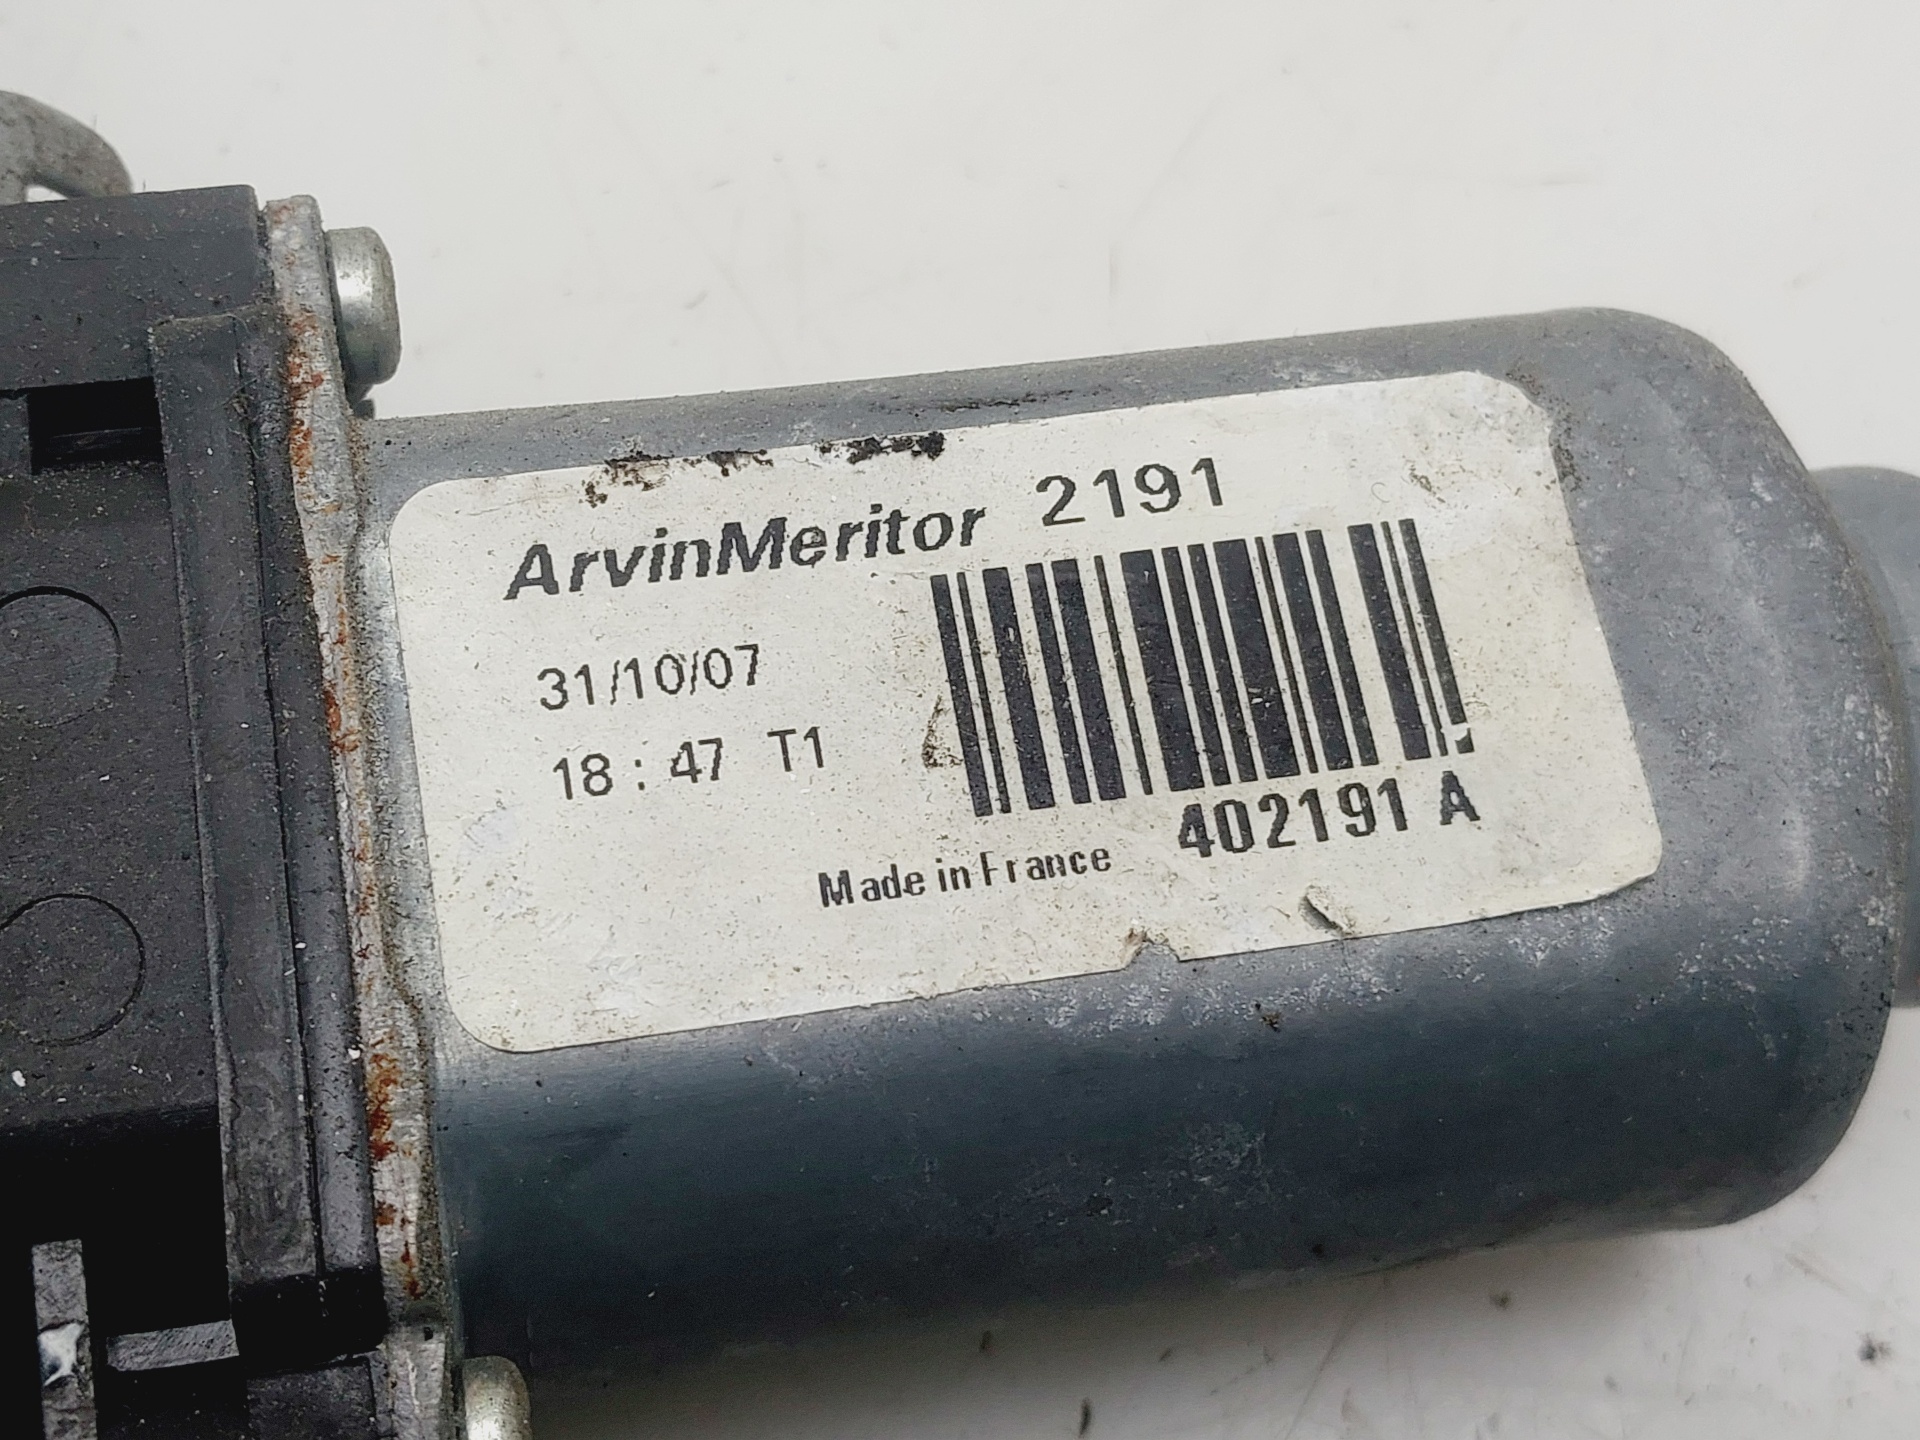 ArvinMeritor 2191
31/10/07
18 : 47 T1
402191 A
Made in France